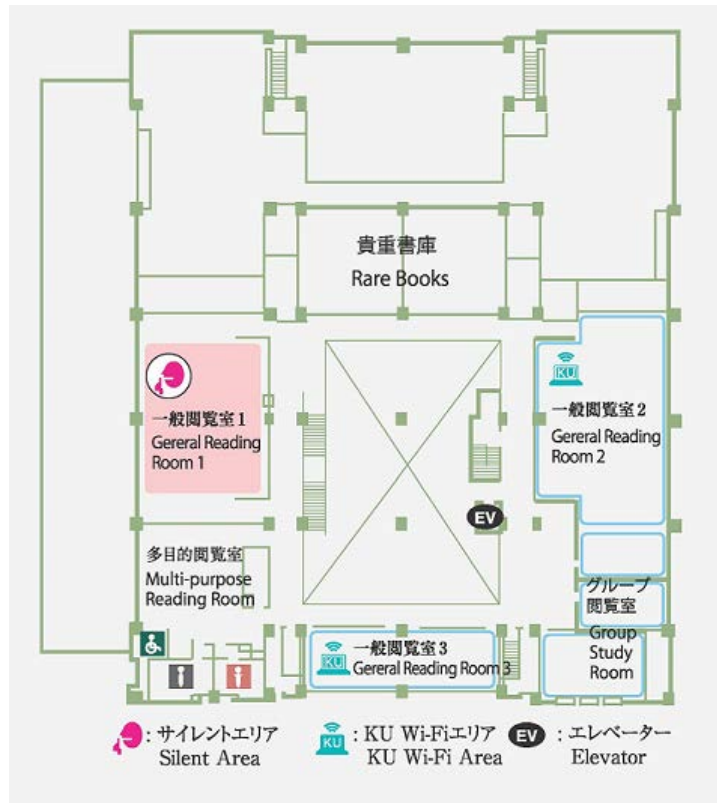 貴重書庫
Rare Books
一般閲覧室1
Gereral Reading
Room 1
KU
一般閲覧室2
Gereral Reading
Room 2
EV
多目的閲覧室
Multi-purpose
Reading Room
グループ
閲覧室
Group
Study
Room
KU
一般閲覧室3
Gereral Reading Room 3
: サイレントエリア
Silent Area
KU
: KU Wi-Fiエリア
KU Wi-Fi Area
EV
: エレベーター
Elevator